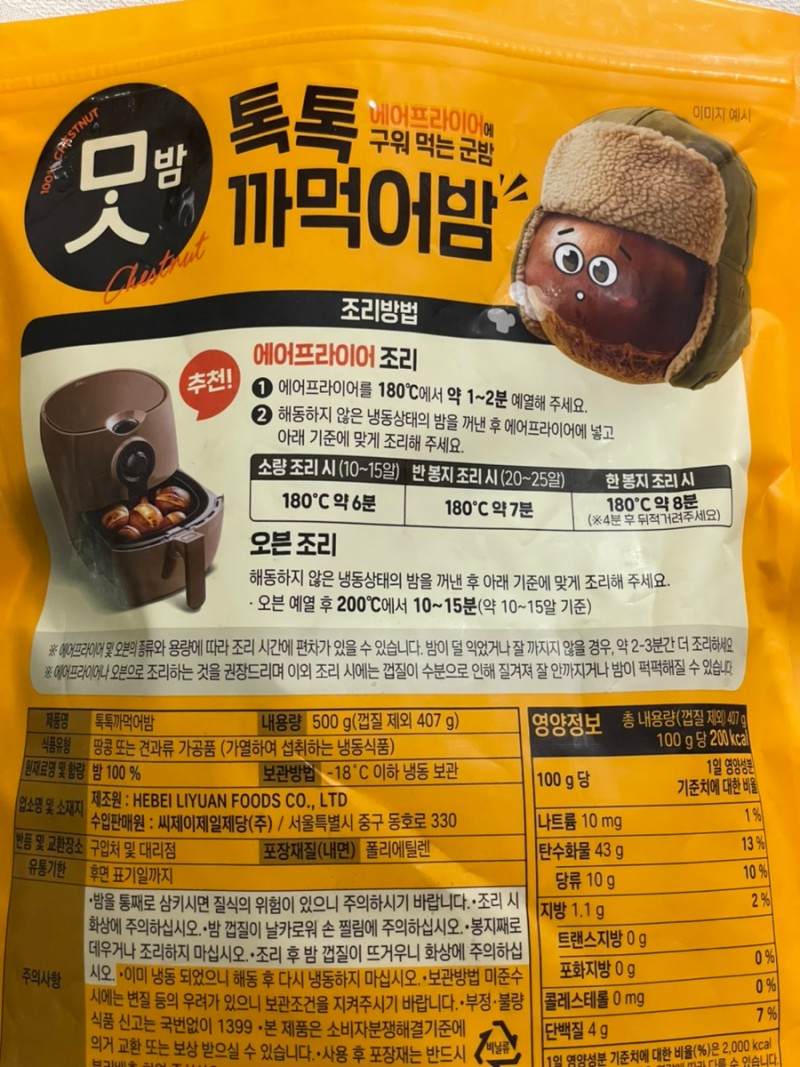 100% CHESTNUT
맛밤
Chestnut
톡톡
에어프라이어에
구워 먹는 군밤
까먹어밤
이미지 예시
조리방법
추천!
에어프라이어 조리
❶ 에어프라이어를 180℃에서 약 1~2분 예열해 주세요.
❷ 해동하지 않은 냉동상태의 밤을 꺼낸 후 에어프라이어에 넣고
아래 기준에 맞게 조리해 주세요.
소량 조리 시 (10~15알) 반 봉지 조리 시 (20~25알) 한 봉지 조리 시
180°C 약 6분 180°C 약 7분 180°C 약 8분
(※4분 후 뒤적거려주세요)
오븐 조리
해동하지 않은 냉동상태의 밤을 꺼낸 후 아래 기준에 맞게 조리해 주세요.
· 오븐 예열 후 200℃에서 10~15분(약 10~15알 기준)
※ 에어프라이어 및 오븐의 종류와 용량에 따라 조리 시간에 편차가 있을 수 있습니다. 밤이 덜 익었거나 잘 까지지 않을 경우, 약 2-3분간 더 조리하세요
※ 에어프라이어나 오븐으로 조리하는 것을 권장드리며 이외 조리 시에는 껍질이 수분으로 인해 질겨져 잘 안까지거나 밤이 퍽퍽해질 수 있습니다.
제품명 톡톡까먹어밤 내용량 500 g(껍질 제외 407 g)
식품유형 땅콩 또는 견과류 가공품 (가열하여 섭취하는 냉동식품)
원재료명 및 함량 밤 100 % 보관방법 -18˚C 이하 냉동 보관
업소명 및 소재지 제조원 : HEBEI LIYUAN FOODS CO., LTD
수입판매원 : 씨제이제일제당(주) / 서울특별시 중구 동호로 330
반품 및 교환장소 구입처 및 대리점 포장재질(내면) 폴리에틸렌
유통기한 후면 표기일까지
주의사항
•밤을 통째로 삼키시면 질식의 위험이 있으니 주의하시기 바랍니다.•조리 시
화상에 주의하십시오.•밤 껍질이 날카로워 손 찔림에 주의하십시오.•봉지째로
데우거나 조리하지 마십시오.•조리 후 밤 껍질이 뜨거우니 화상에 주의하십
시오.•이미 냉동 되었으니 해동 후 다시 냉동하지 마십시오.•보관방법 미준수
시에는 변질 등의 우려가 있으니 보관조건을 지켜주시기 바랍니다.•부정·불량
식품 신고는 국번없이 1399 •본 제품은 소비자분쟁해결기준에
의거 교환 또는 보상 받으실 수 있습니다.•사용 후 포장재는 반드시
비닐류
영양정보 총 내용량(껍질 제외) 407 g
100 g당 200 kcal
100 g 당 1일 영양성분
기준치에 대한 비율
나트륨 10 mg 1 %
탄수화물 43 g 13 %
당류 10 g 10 %
지방 1.1 g 2 %
트랜스지방 0 g
포화지방 0 g 0 %
콜레스테롤 0 mg 0 %
단백질 4 g 7 %
1일 영양성분 기준치에 대한 비율(%)은 2,000 kcal